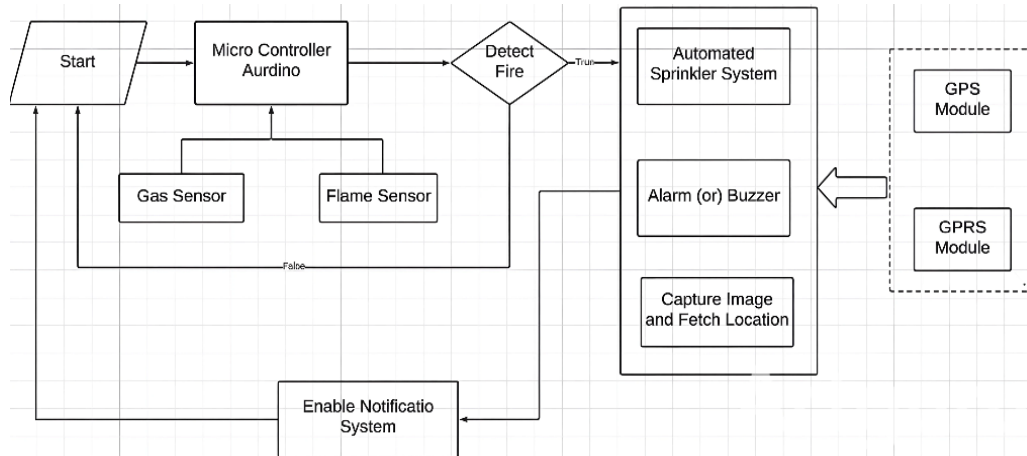 Start
Micro Controller
Aurdino
Detect
Fire
True
Automated
Sprinkler System
GPS
Module
Gas Sensor
Flame Sensor
Alarm (or) Buzzer
GPRS
Module
False
Capture Image
and Fetch Location
Enable Notificatio
System